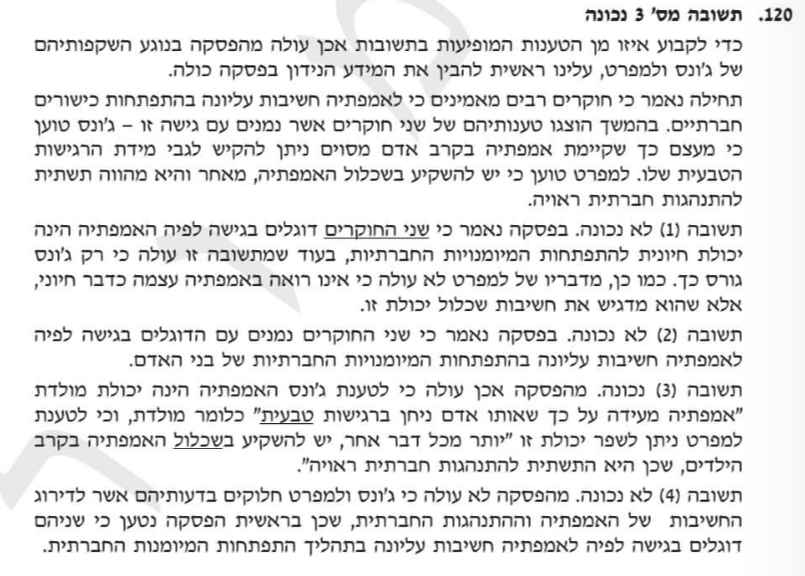 120. תשובה מס' 3 נכונה
כדי לקבוע איזו מן הטענות המופיעות בתשובות אכן עולה מהפסקה בנוגע השקפותיהם
של ג'ונס ולמפרט, עלינו ראשית להבין את המידע הנידון בפסקה כולה.
תחילה נאמר כי חוקרים רבים מאמינים כי לאמפתיה חשיבות עליונה בהתפתחות כישורים
חברתיים. בהמשך הוצגו טענותיהם של שני חוקרים אשר נמנים עם גישה זו – ג'ונס טוען
כי מעצם כך שקיימת אמפתיה בקרב אדם מסוים ניתן להקיש לגבי מידת הרגישות
הטבעית שלו. למפרט טוען כי יש להשקיע בשכלול האמפתיה, מאחר והיא מהווה תשתית
להתנהגות חברתית ראויה.
תשובה (1) לא נכונה. בפסקה נאמר כי שני החוקרים דוגלים בגישה לפיה האמפתיה הינה
יכולת חיונית להתפתחות המיומנויות החברתיות, בעוד שמתשובה זו עולה כי רק ג'ונס
גורס כך. כמו כן, מדבריו של למפרט לא עולה כי אינו רואה באמפתיה עצמה כדבר חיוני,
אלא שהוא מדגיש את חשיבות שכלול יכולת זו.
תשובה (2) לא נכונה. בפסקה נאמר כי שני החוקרים נמנים עם הדוגלים בגישה לפיה
לאמפתיה חשיבות עליונה בהתפתחות המיומנויות החברתיות של בני האדם.
תשובה (3) נכונה. מהפסקה אכן עולה כי לטענת ג'ונס האמפתיה הינה יכולת מולדת
"אמפתיה מעידה על כך שאותו אדם ניחן ברגישות טבעית" כלומר מולדת, וכי לטענת
למפרט ניתן לשפר יכולת זו "יותר מכל דבר אחר, יש להשקיע בשכלול האמפתיה בקרב
הילדים, שכן היא התשתית להתנהגות חברתית ראויה".
תשובה (4) לא נכונה. מהפסקה לא עולה כי ג'ונס ולמפרט חלוקים בדעותיהם אשר לדירוג
החשיבות של האמפתיה וההתנהגות החברתית, שכן בראשית הפסקה נטען כי שניהם
דוגלים בגישה לפיה לאמפתיה חשיבות עליונה בתהליך התפתחות המיומנות החברתית.